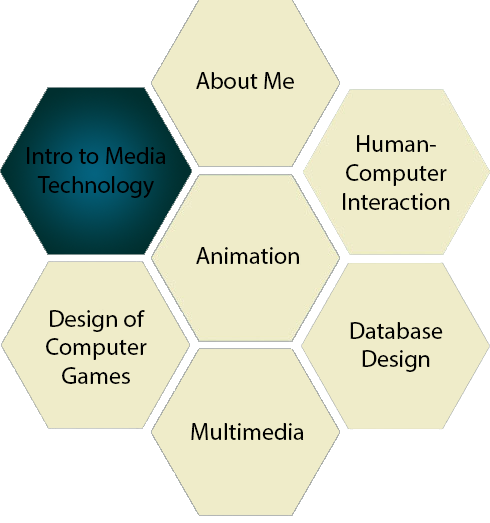 About Me
Intro to Media
Technology
Human-
Computer
Interaction
Animation
Design of
Computer
Games
Database
Design
Multimedia